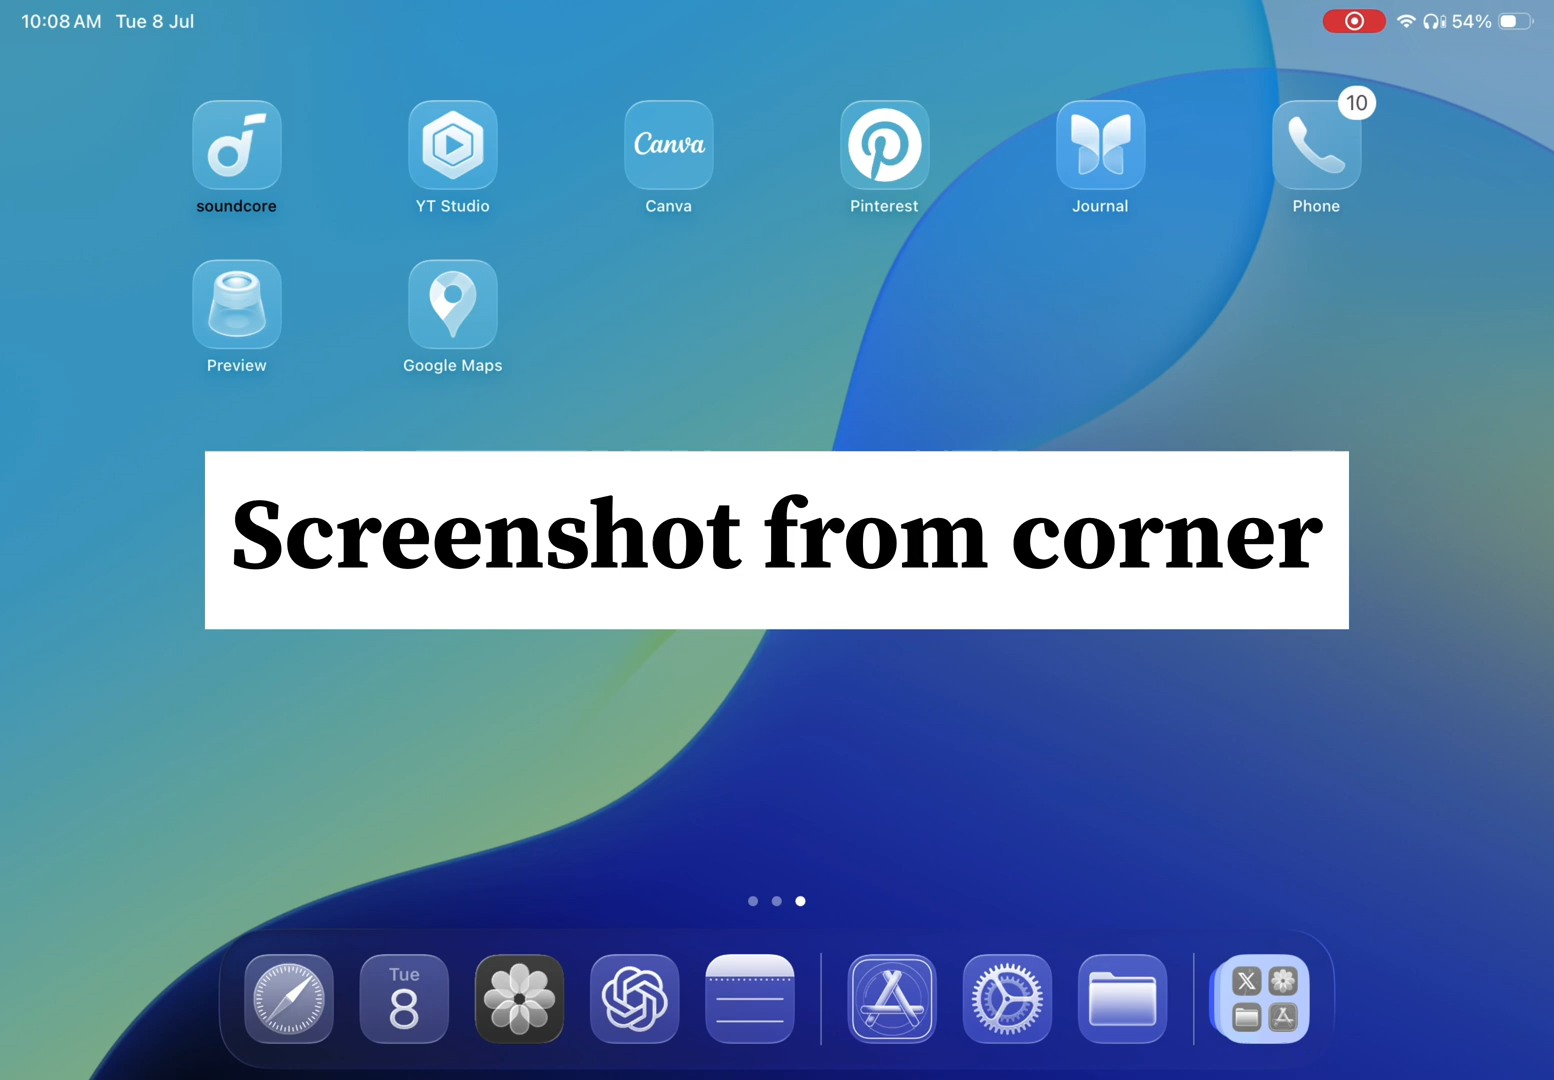 10:08 AM Tue 8 Jul
54%
10
Canva
soundcore
YT Studio
Canva
Pinterest
Journal
Phone
Preview
Google Maps
Screenshot from corner
Tue
8
X